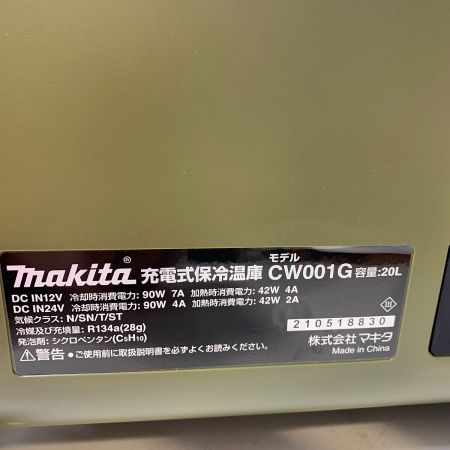 makita® 充電式保冷温庫 モデル CW001G 容量:20L
DC IN12V 冷却時消費電力: 90W 7A 加熱時消費電力: 42W 4A
DC IN24V 冷却時消費電力: 90W 4A 加熱時消費電力: 42W 2A
気候クラス: N/SN/T/ST
冷媒及び充填量: R134a(28g)
発泡剤: シクロペンタン(C5H10)
⚠警告 ●ご使用前に取扱説明書を必ずよくお読みください。
III
210518830
株式会社 マキタ
Made in China